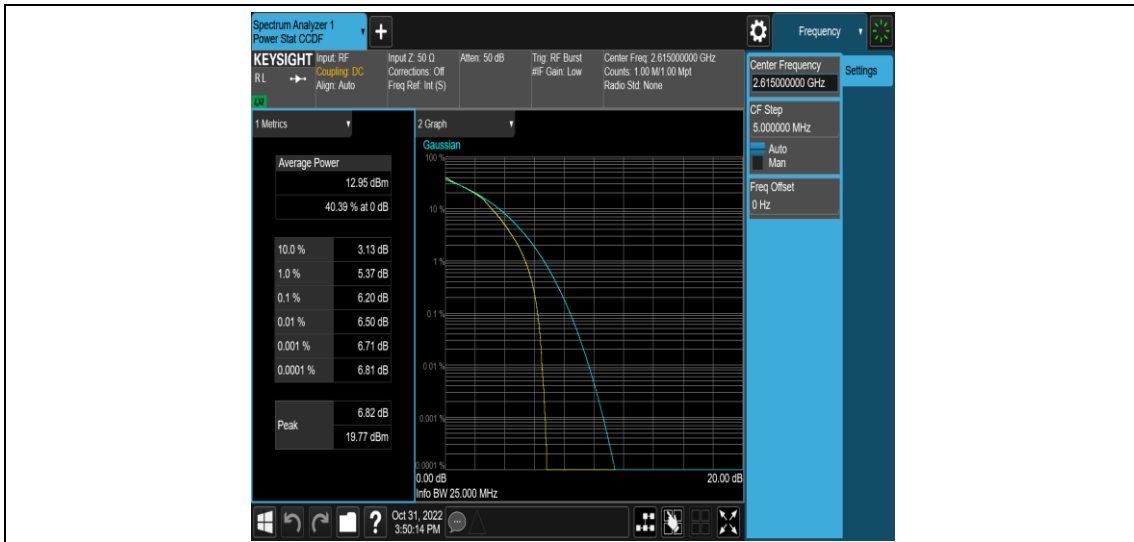 Spectrum Analyzer 1
Power Stat CCDF
+
Frequency
KEYSIGHT
RL
LXI
Input: RF
Coupling: DC
Align: Auto
Input Z: 50 Ω
Corrections: Off
Freq Ref: Int (S)
Atten: 50 dB
Trig: RF Burst
#IF Gain: Low
Center Freq: 2.615000000 GHz
Counts: 1.00 M/1.00 Mpt
Radio Std: None
Center Frequency
2.615000000 GHz
Settings
CF Step
5.000000 MHz
Auto
Man
Freq Offset
0 Hz
1 Metrics
Average Power
12.95 dBm
40.39 % at 0 dB
10.0 % 3.13 dB
1.0 % 5.37 dB
0.1 % 6.20 dB
0.01 % 6.50 dB
0.001 % 6.71 dB
0.0001 % 6.81 dB
Peak
6.82 dB
19.77 dBm
2 Graph
Gaussian
100 %
10 %
1 %
0.1 %
0.01 %
0.001 %
0.0001 %
0.00 dB 20.00 dB
Info BW 25.000 MHz
?
Oct 31, 2022
3:50:14 PM